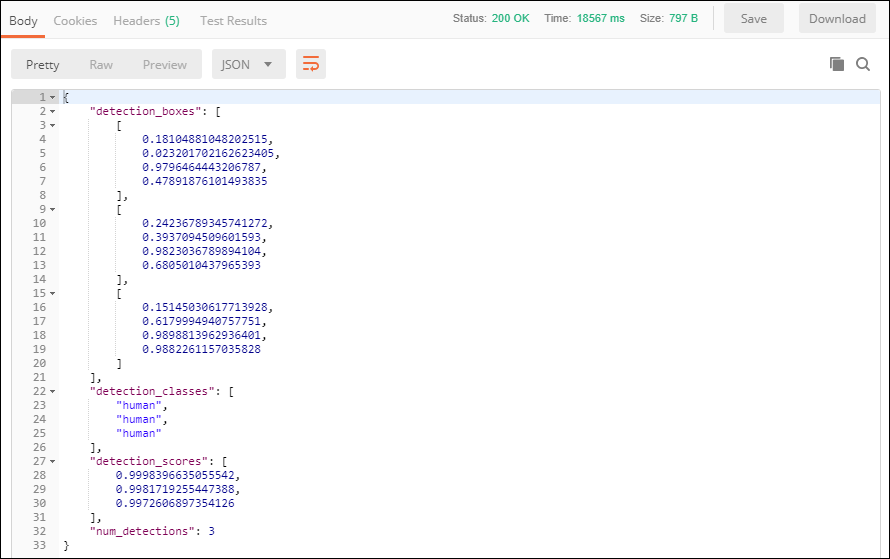 Body Cookies Headers (5) Test Results Status: 200 OK Time: 18567 ms Size: 797 B Save Download
Pretty Raw Preview JSON
1 {
2 "detection_boxes": [
3 [
4 0.18104881048202515,
5 0.023201702162623405,
6 0.9796464443206787,
7 0.47891876101493835
8 ],
9 [
10 0.24236789345741272,
11 0.3937094509601593,
12 0.9823036789894104,
13 0.6805010437965393
14 ],
15 [
16 0.15145030617713928,
17 0.6179994940757751,
18 0.9898813962936401,
19 0.9882261157035828
20 ]
21 ],
22 "detection_classes": [
23 "human",
24 "human",
25 "human"
26 ],
27 "detection_scores": [
28 0.9998396635055542,
29 0.9981719255447388,
30 0.9972606897354126
31 ],
32 "num_detections": 3
33 }